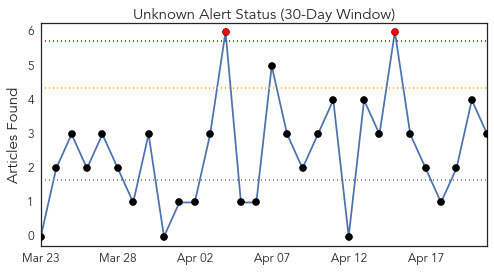 Unknown Alert Status (30-Day Window)
Articles Found
6
5
4
3
2
1
0
Mar 23 Mar 28 Apr 02 Apr 07 Apr 12 Apr 17